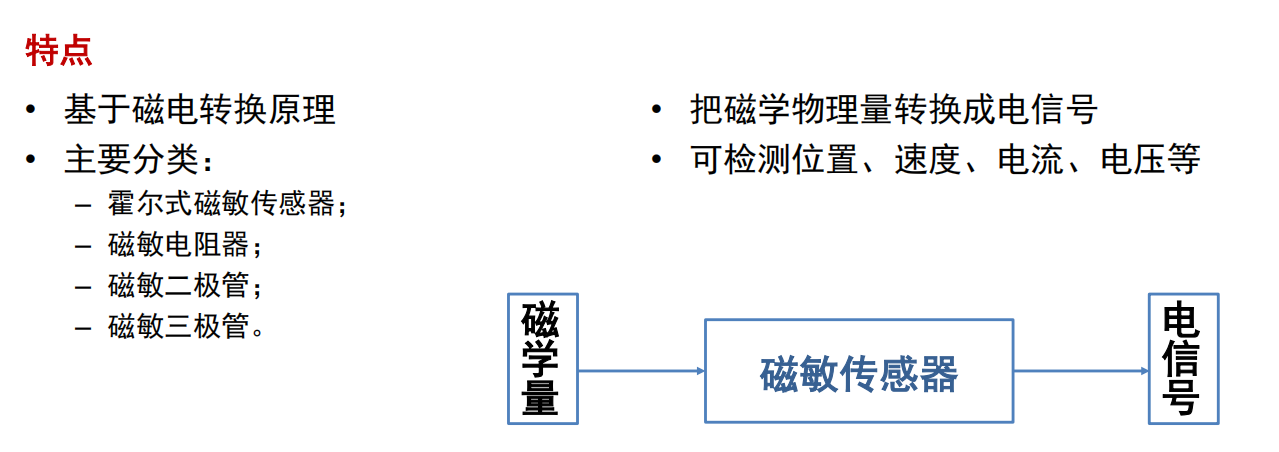 特点
• 基于磁电转换原理
• 主要分类：
– 霍尔式磁敏传感器；
– 磁敏电阻器；
– 磁敏二极管；
– 磁敏三极管。
• 把磁学物理量转换成电信号
• 可检测位置、速度、电流、电压等
磁学量
磁敏传感器
电信号